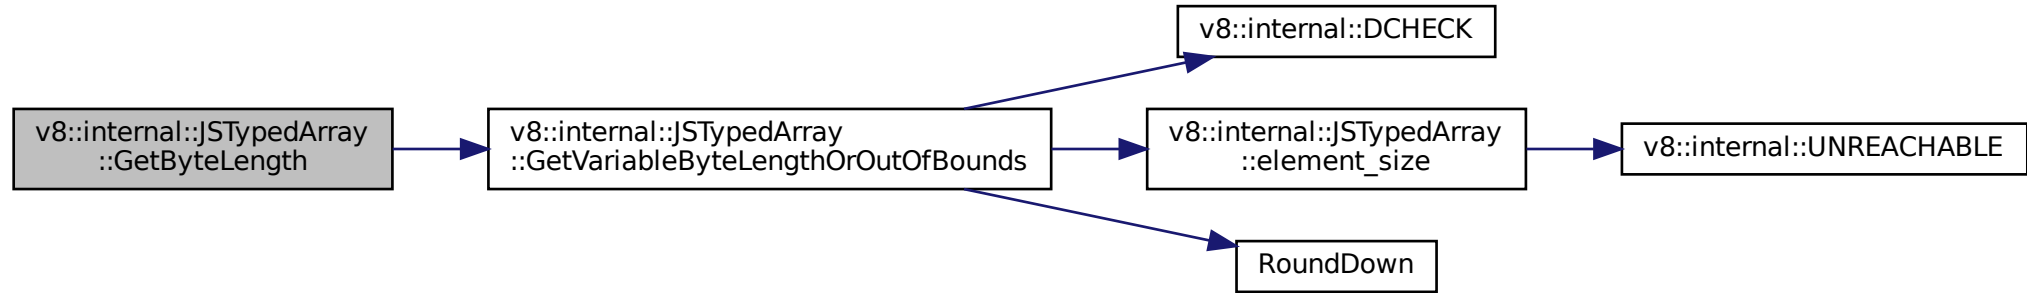 v8::internal::JSTypedArray
::GetByteLength
v8::internal::JSTypedArray
::GetVariableByteLengthOrOutOfBounds
v8::internal::DCHECK
v8::internal::JSTypedArray
::element_size
v8::internal::UNREACHABLE
RoundDown